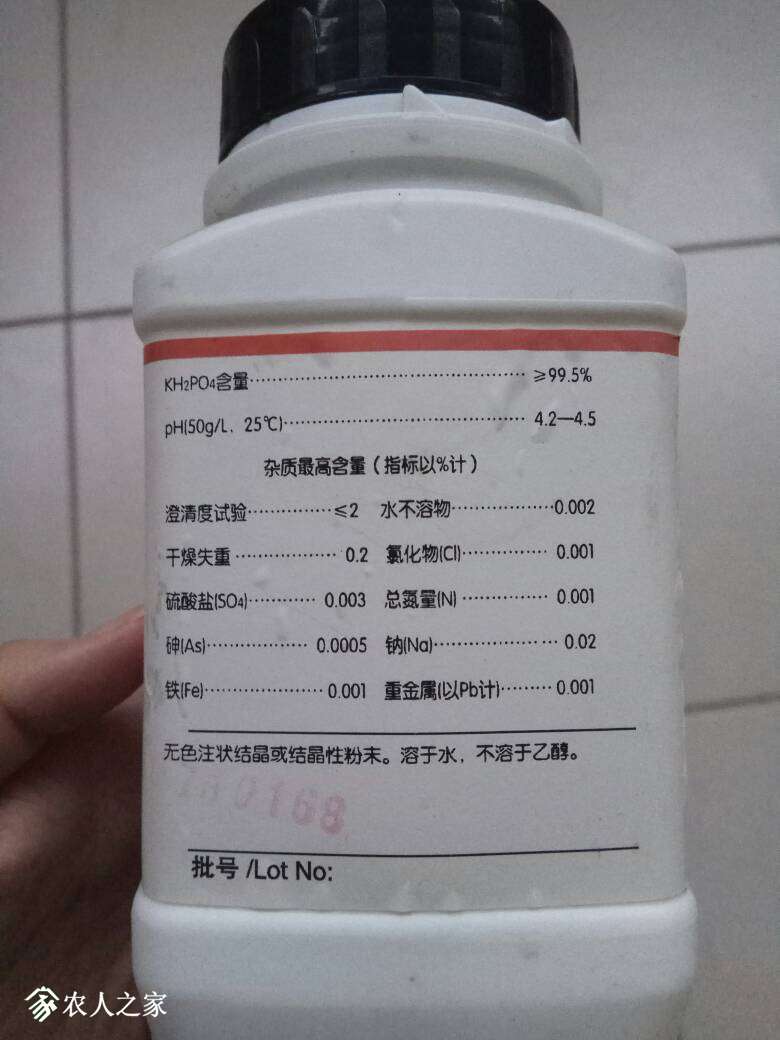 KH₂PO₄含量························ ≥99.5%
pH(50g/L, 25℃)························ 4.2—4.5
杂质最高含量(指标以%计)
澄清度试验·············· ≤2 水不溶物·················0.002
干燥失重················· 0.2 氯化物(Cl)·············· 0.001
硫酸盐(SO₄)··········· 0.003 总氮量(N)·············· 0.001
砷(As)················· 0.0005 钠(Na)·················· 0.02
铁(Fe)···················· 0.001 重金属(以Pb计)········· 0.001
无色注状结晶或结晶性粉末。溶于水,不溶于乙醇。
0168
批号/Lot No:
农人之家